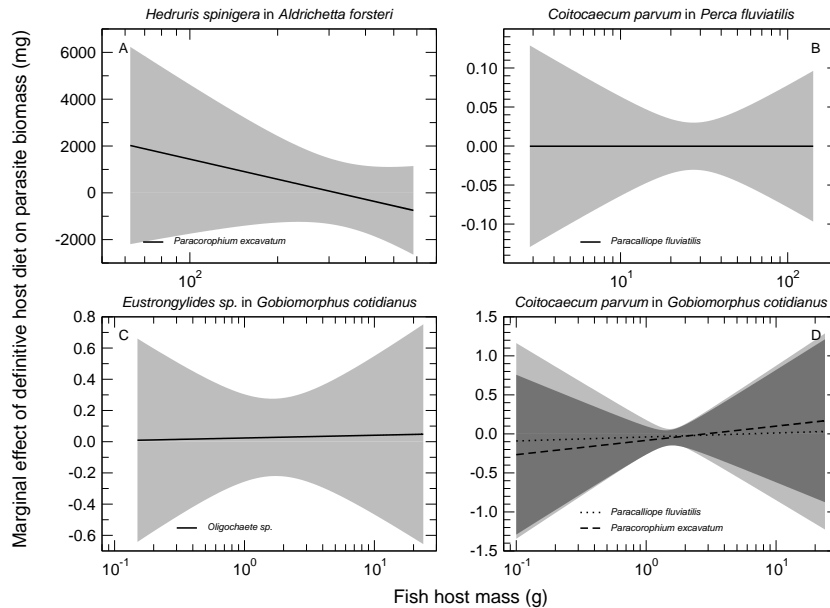 Marginal effect of definitive host diet on parasite biomass (mg)
Hedruris spinigera in Aldrichetta forsteri
A
6000
4000
2000
0
-2000
Paracorophium excavatum
10²
Coitocaecum parvum in Perca fluviatilis
B
0.10
0.05
0.00
-0.05
-0.10
Paracalliope fluviatilis
10¹ 10²
Eustrongylides sp. in Gobiomorphus cotidianus
C
0.8
0.6
0.4
0.2
0.0
-0.2
-0.4
-0.6
Oligochaete sp.
10⁻¹ 10⁰ 10¹
Coitocaecum parvum in Gobiomorphus cotidianus
D
1.5
1.0
0.5
0.0
-0.5
-1.0
-1.5
Paracalliope fluviatilis
Paracorophium excavatum
10⁻¹ 10⁰ 10¹
Fish host mass (g)